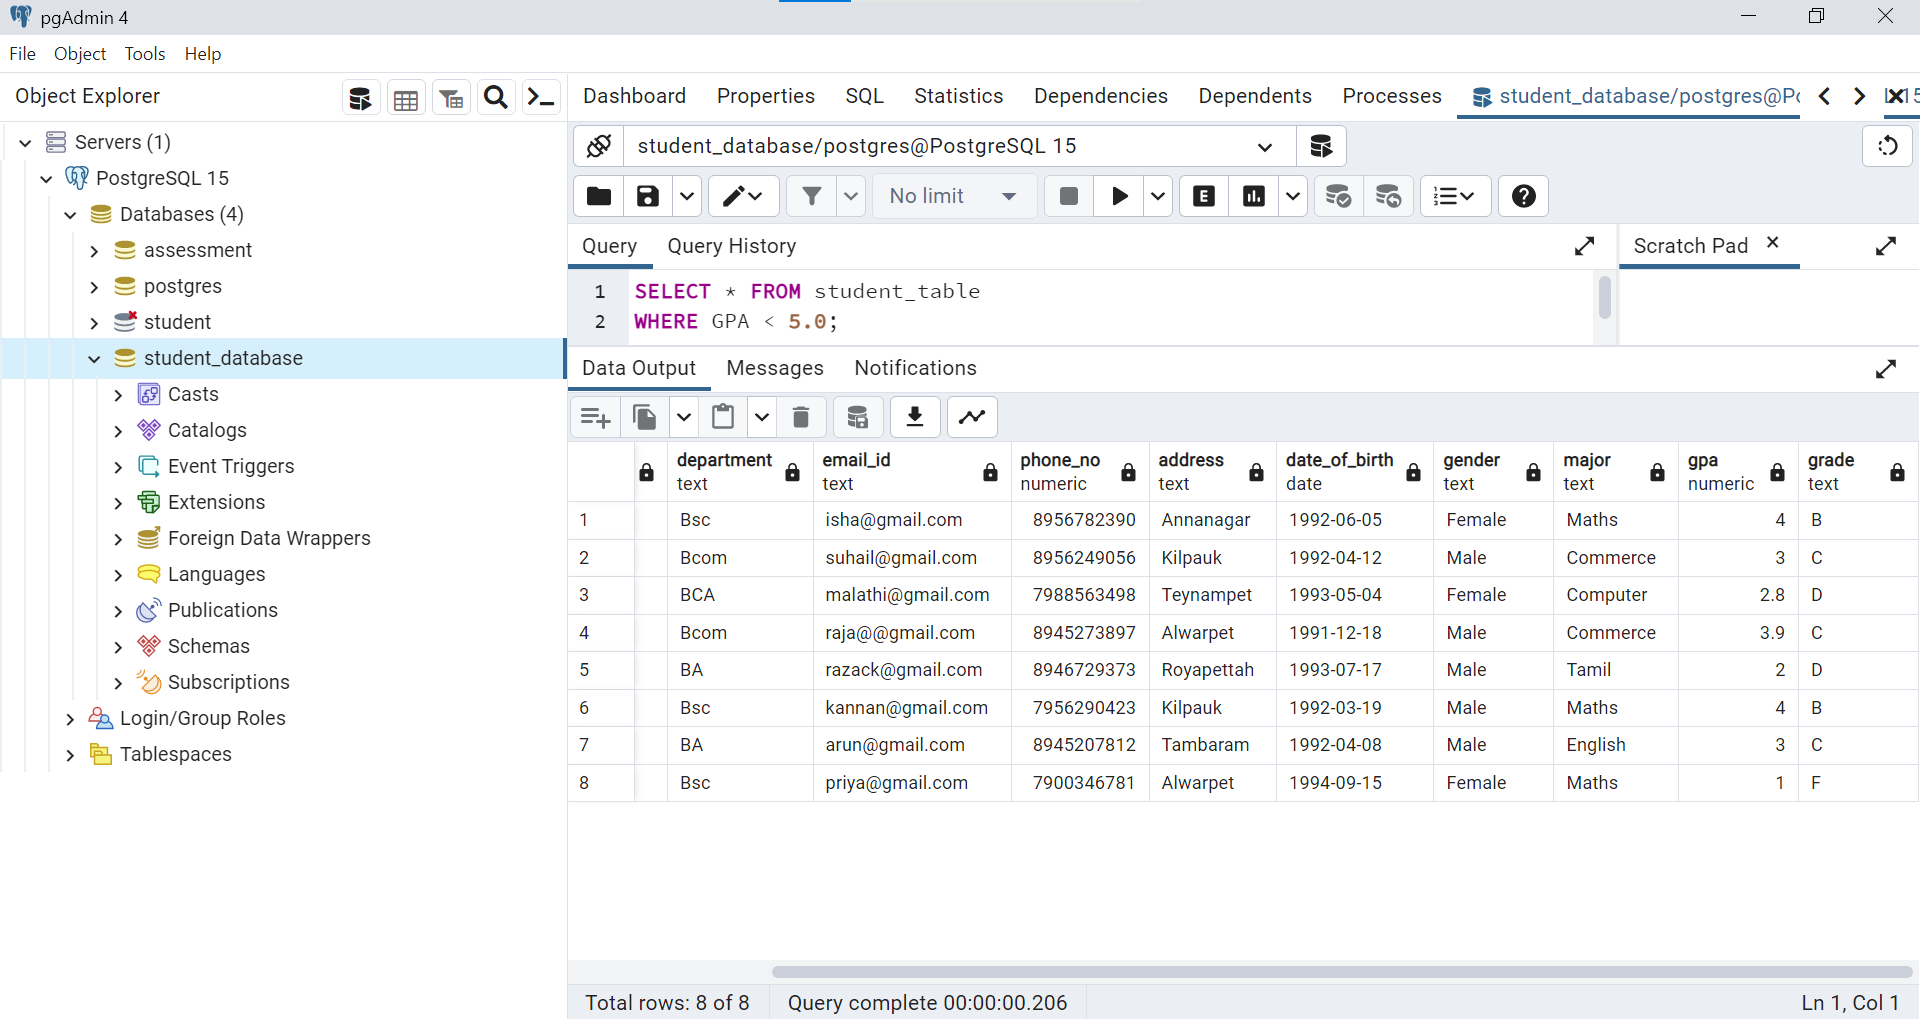 pgAdmin 4
File Object Tools Help
Object Explorer
Servers (1)
PostgreSQL 15
Databases (4)
assessment
postgres
student
student_database
Casts
Catalogs
Event Triggers
Extensions
Foreign Data Wrappers
Languages
Publications
Schemas
Subscriptions
Login/Group Roles
Tablespaces
Dashboard Properties SQL Statistics Dependencies Dependents Processes student_database/postgres@Po
student_database/postgres@PostgreSQL 15
No limit E
Query Query History Scratch Pad
1 SELECT * FROM student_table
2 WHERE GPA < 5.0;
Data Output Messages Notifications
department email_id phone_no address date_of_birth gender major gpa grade
text text numeric text date text text numeric text
1 Bsc isha@gmail.com 8956782390 Annanagar 1992-06-05 Female Maths 4 B
2 Bcom suhail@gmail.com 8956249056 Kilpauk 1992-04-12 Male Commerce 3 C
3 BCA malathi@gmail.com 7988563498 Teynampet 1993-05-04 Female Computer 2.8 D
4 Bcom raja@@gmail.com 8945273897 Alwarpet 1991-12-18 Male Commerce 3.9 C
5 BA razack@gmail.com 8946729373 Royapettah 1993-07-17 Male Tamil 2 D
6 Bsc kannan@gmail.com 7956290423 Kilpauk 1992-03-19 Male Maths 4 B
7 BA arun@gmail.com 8945207812 Tambaram 1992-04-08 Male English 3 C
8 Bsc priya@gmail.com 7900346781 Alwarpet 1994-09-15 Female Maths 1 F
Total rows: 8 of 8 Query complete 00:00:00.206 Ln 1, Col 1